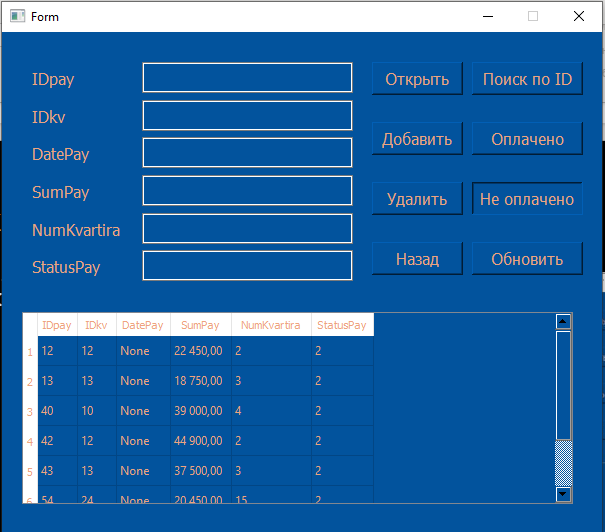 Form
IDpay Открыть Поиск по ID
IDkv
DatePay Добавить Оплачено
SumPay Удалить Не оплачено
NumKvartira
StatusPay Назад Обновить
IDpay IDkv DatePay SumPay NumKvartira StatusPay
1 12 12 None 22 450,00 2 2
2 13 13 None 18 750,00 3 2
3 40 10 None 39 000,00 4 2
4 42 12 None 44 900,00 2 2
5 43 13 None 37 500,00 3 2
6 54 24 None 20 450,00 15 2